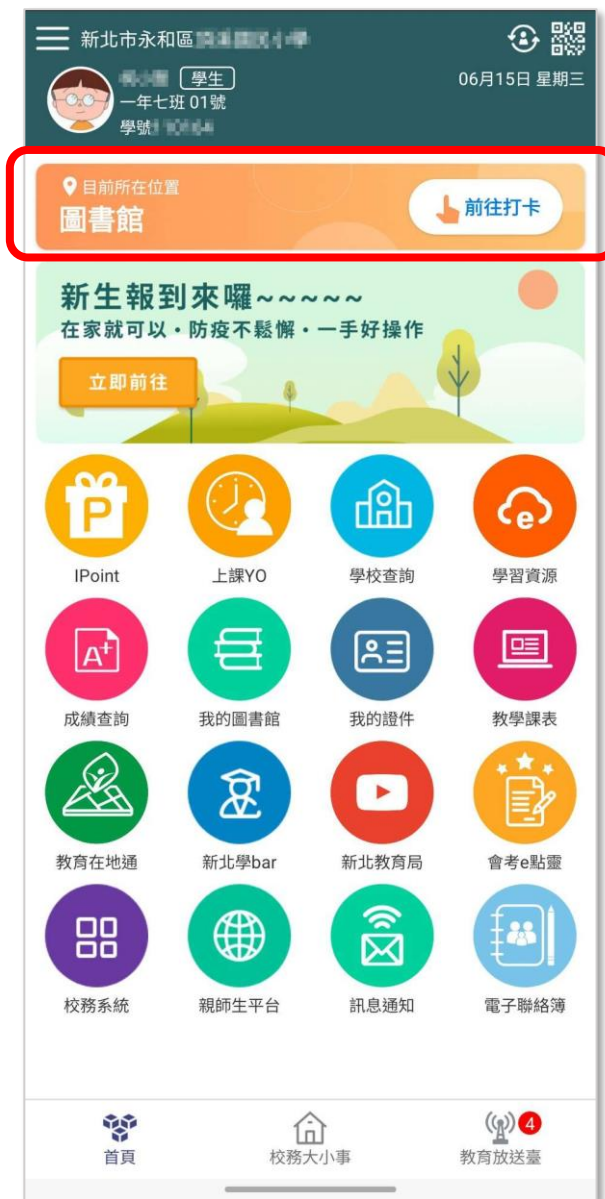 新北市永和區
學生
06月15日 星期三
一年七班 01號
學號
目前所在位置
圖書館
前往打卡
新生報到來囉~~~~~
在家就可以・防疫不鬆懈・一手好操作
立即前往
P
e
IPoint 上課YO 學校查詢 學習資源
A+
成績查詢 我的圖書館 我的證件 教學課表
教育在地通 新北學bar 新北教育局 會考e點靈
校務系統 親師生平台 訊息通知 電子聯絡簿
4
首頁 校務大小事 教育放送臺